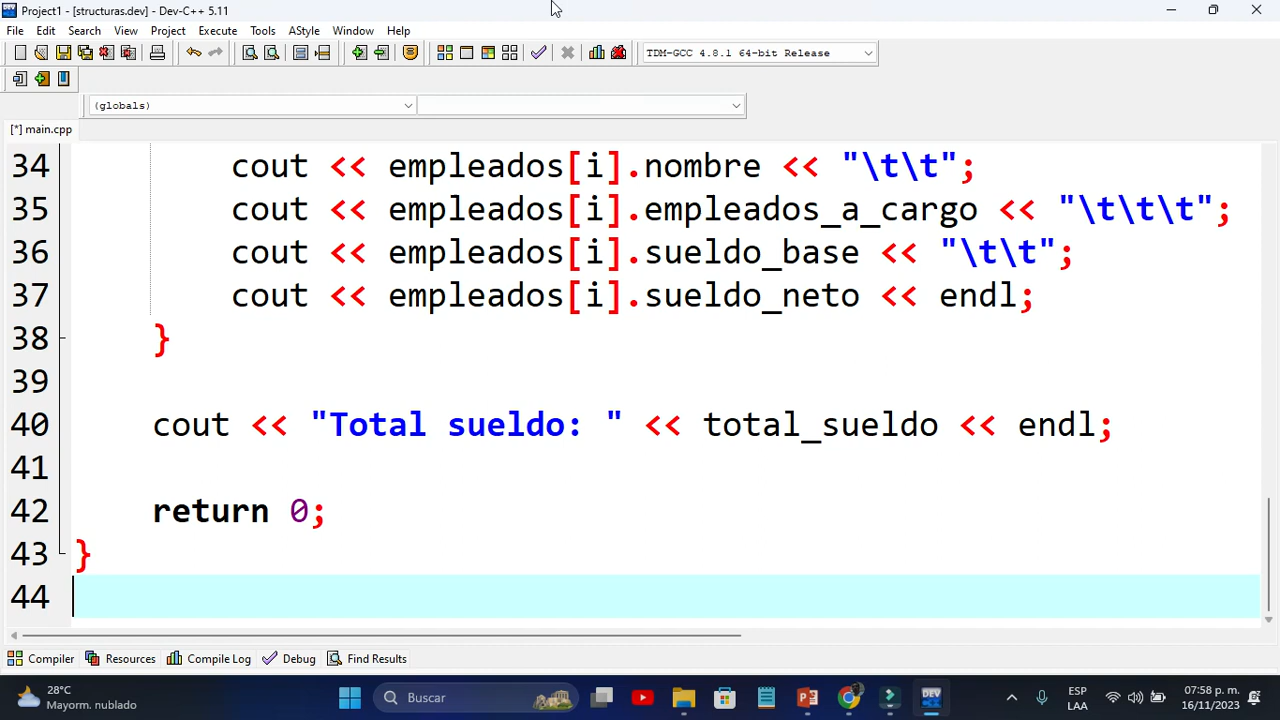 Project1 - [structuras.dev] - Dev-C++ 5.11
File Edit Search View Project Execute Tools AStyle Window Help
TDM-GCC 4.8.1 64-bit Release
(globals)
[*] main.cpp
34 cout << empleados[i].nombre << "\t\t";
35 cout << empleados[i].empleados_a_cargo << "\t\t\t";
36 cout << empleados[i].sueldo_base << "\t\t";
37 cout << empleados[i].sueldo_neto << endl;
38 }
39
40 cout << "Total sueldo: " << total_sueldo << endl;
41
42 return 0;
43 }
44
Compiler Resources Compile Log Debug Find Results
28°C
Mayorm. nublado
Buscar
DEV
ESP
LAA
07:58 p. m.
16/11/2023